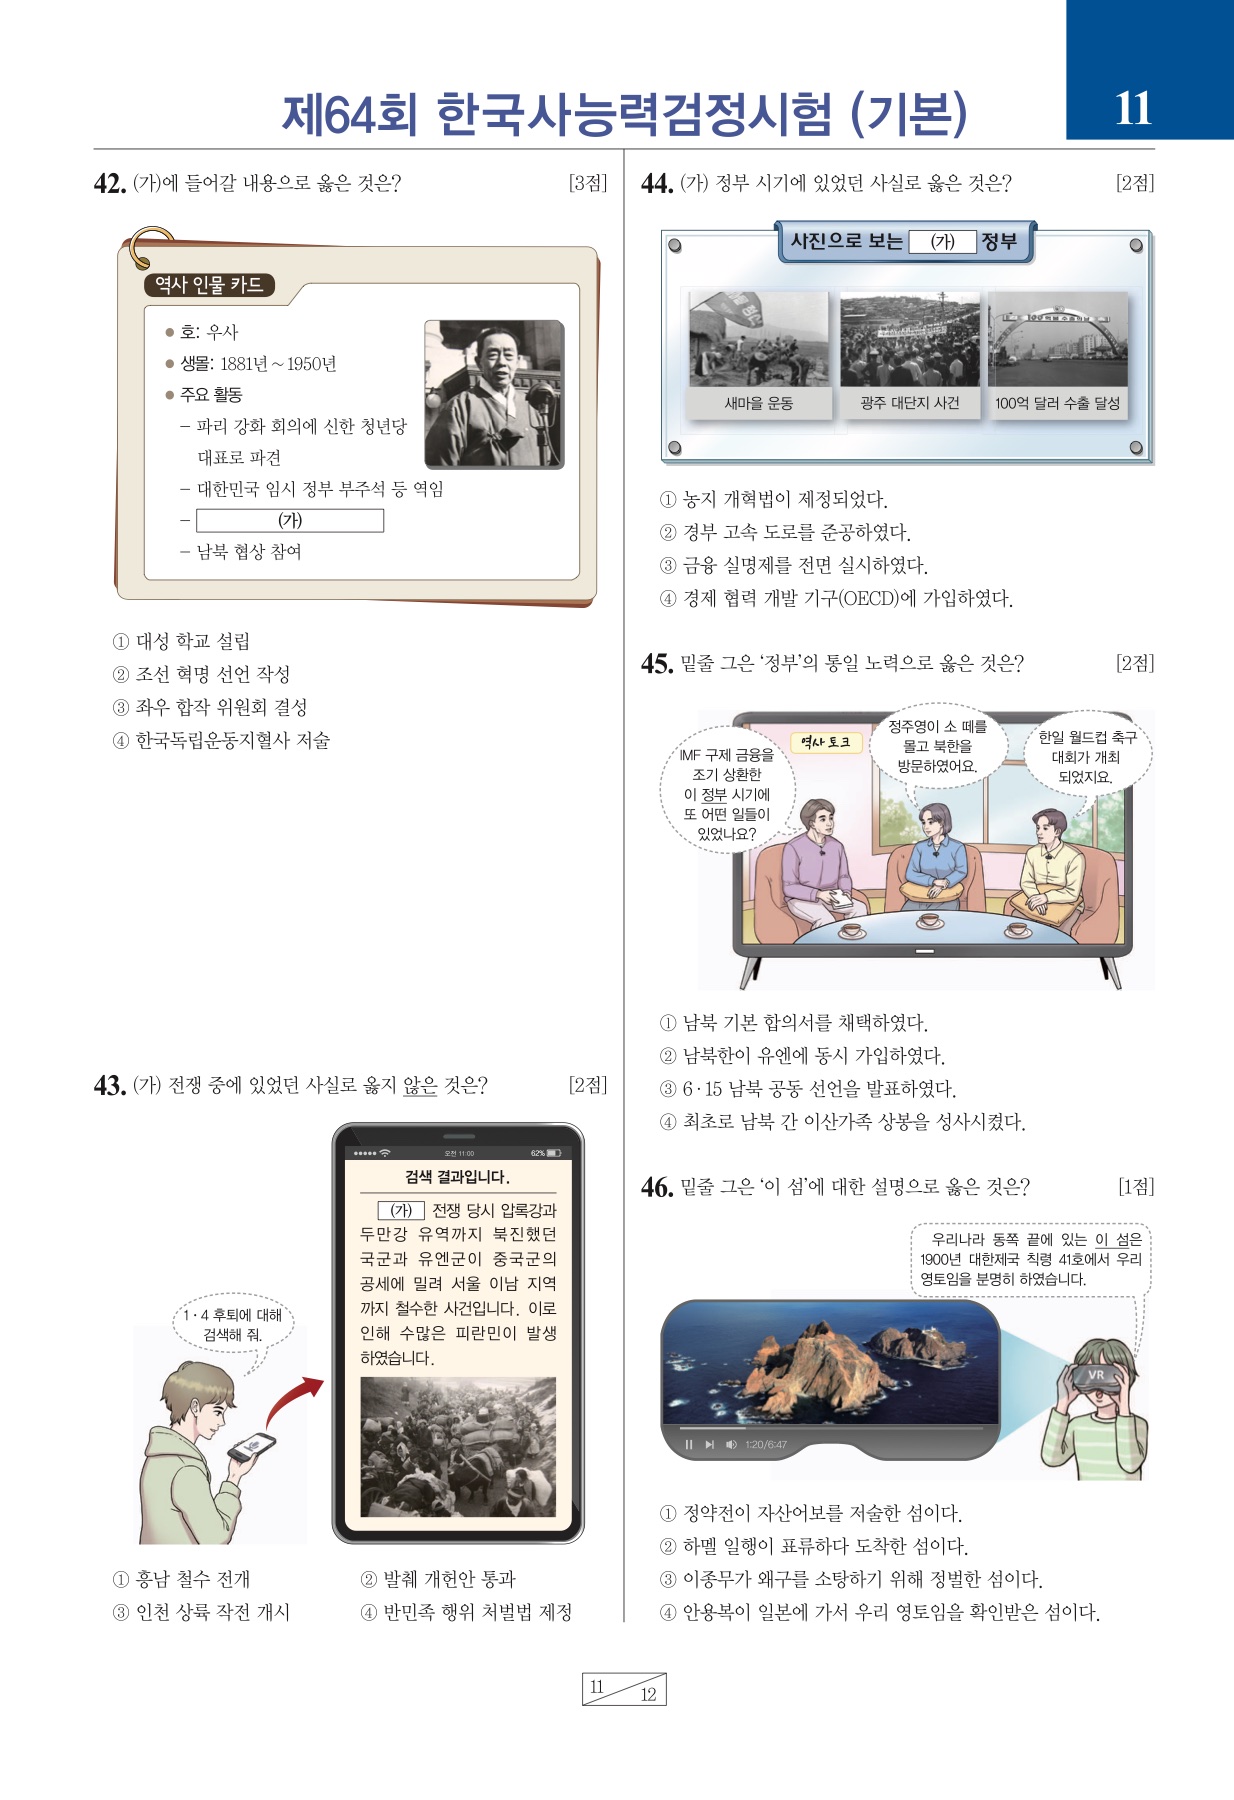 제64회 한국사능력검정시험 (기본)
11
42. (가)에 들어갈 내용으로 옳은 것은? [3점]
역사 인물 카드
● 호: 우사
● 생몰: 1881년 ~ 1950년
● 주요 활동
– 파리 강화 회의에 신한 청년당
대표로 파견
– 대한민국 임시 정부 부주석 등 역임
– (가)
– 남북 협상 참여
① 대성 학교 설립
② 조선 혁명 선언 작성
③ 좌우 합작 위원회 결성
④ 한국독립운동지혈사 저술
43. (가) 전쟁 중에 있었던 사실로 옳지 않은 것은? [2점]
오전 11:00
62%
검색 결과입니다.
(가) 전쟁 당시 압록강과
두만강 유역까지 북진했던
국군과 유엔군이 중국군의
공세에 밀려 서울 이남 지역
까지 철수한 사건입니다. 이로
인해 수많은 피란민이 발생
하였습니다.
1·4 후퇴에 대해
검색해 줘.
① 흥남 철수 전개
② 발췌 개헌안 통과
③ 인천 상륙 작전 개시
④ 반민족 행위 처벌법 제정
44. (가) 정부 시기에 있었던 사실로 옳은 것은? [2점]
사진으로 보는 (가) 정부
새마을 운동
광주 대단지 사건
100억 달러 수출 달성
① 농지 개혁법이 제정되었다.
② 경부 고속 도로를 준공하였다.
③ 금융 실명제를 전면 실시하였다.
④ 경제 협력 개발 기구(OECD)에 가입하였다.
45. 밑줄 그은 ‘정부’의 통일 노력으로 옳은 것은? [2점]
역사 토크
IMF 구제 금융을
조기 상환한
이 정부 시기에
또 어떤 일들이
있었나요?
정주영이 소 떼를
몰고 북한을
방문하였어요.
한일 월드컵 축구
대회가 개최
되었지요.
① 남북 기본 합의서를 채택하였다.
② 남북한이 유엔에 동시 가입하였다.
③ 6·15 남북 공동 선언을 발표하였다.
④ 최초로 남북 간 이산가족 상봉을 성사시켰다.
46. 밑줄 그은 ‘이 섬’에 대한 설명으로 옳은 것은? [1점]
우리나라 동쪽 끝에 있는 이 섬은
1900년 대한제국 칙령 41호에서 우리
영토임을 분명히 하였습니다.
VR
1:20/6:47
① 정약전이 자산어보를 저술한 섬이다.
② 하멜 일행이 표류하다 도착한 섬이다.
③ 이종무가 왜구를 소탕하기 위해 정벌한 섬이다.
④ 안용복이 일본에 가서 우리 영토임을 확인받은 섬이다.
11
12